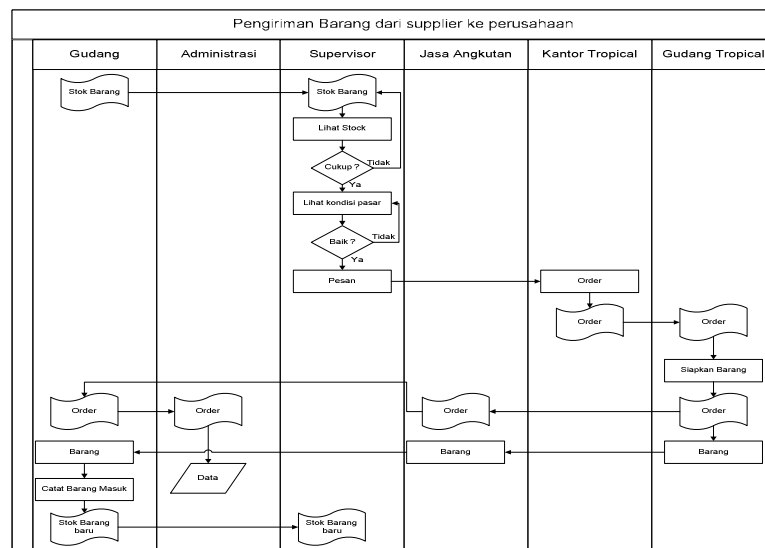 Pengiriman Barang dari supplier ke perusahaan
Gudang
Administrasi
Supervisor
Jasa Angkutan
Kantor Tropical
Gudang Tropical
Stok Barang
Stok Barang
Lihat Stock
Cukup ?
Tidak
Ya
Lihat kondisi pasar
Baik ?
Tidak
Ya
Pesan
Order
Order
Order
Siapkan Barang
Order
Order
Order
Order
Barang
Barang
Barang
Data
Catat Barang Masuk
Stok Barang
baru
Stok Barang
baru